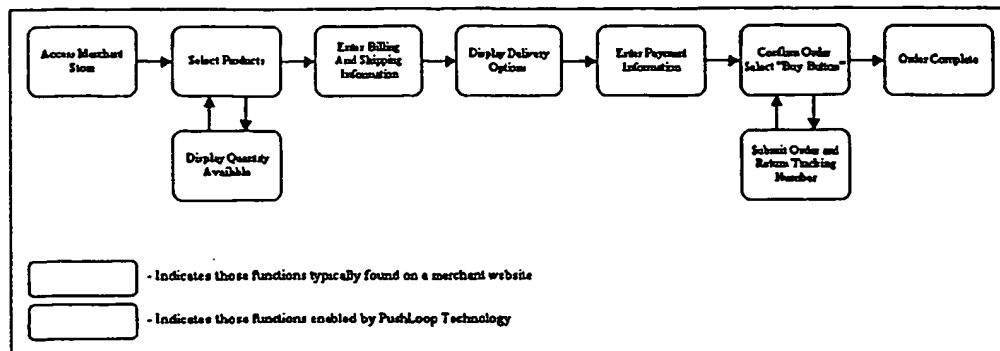 Access Merchant
Store
Select Products
Enter Billing
And Shipping
Information
Display Delivery
Options
Enter Payment
Information
Confirm Order
Select "Buy Button"
Order Complete
Display Quantity
Available
Submit Order and
Return Tracking
Number
- Indicates those functions typically found on a merchant website
- Indicates those functions enabled by PushLoop Technology